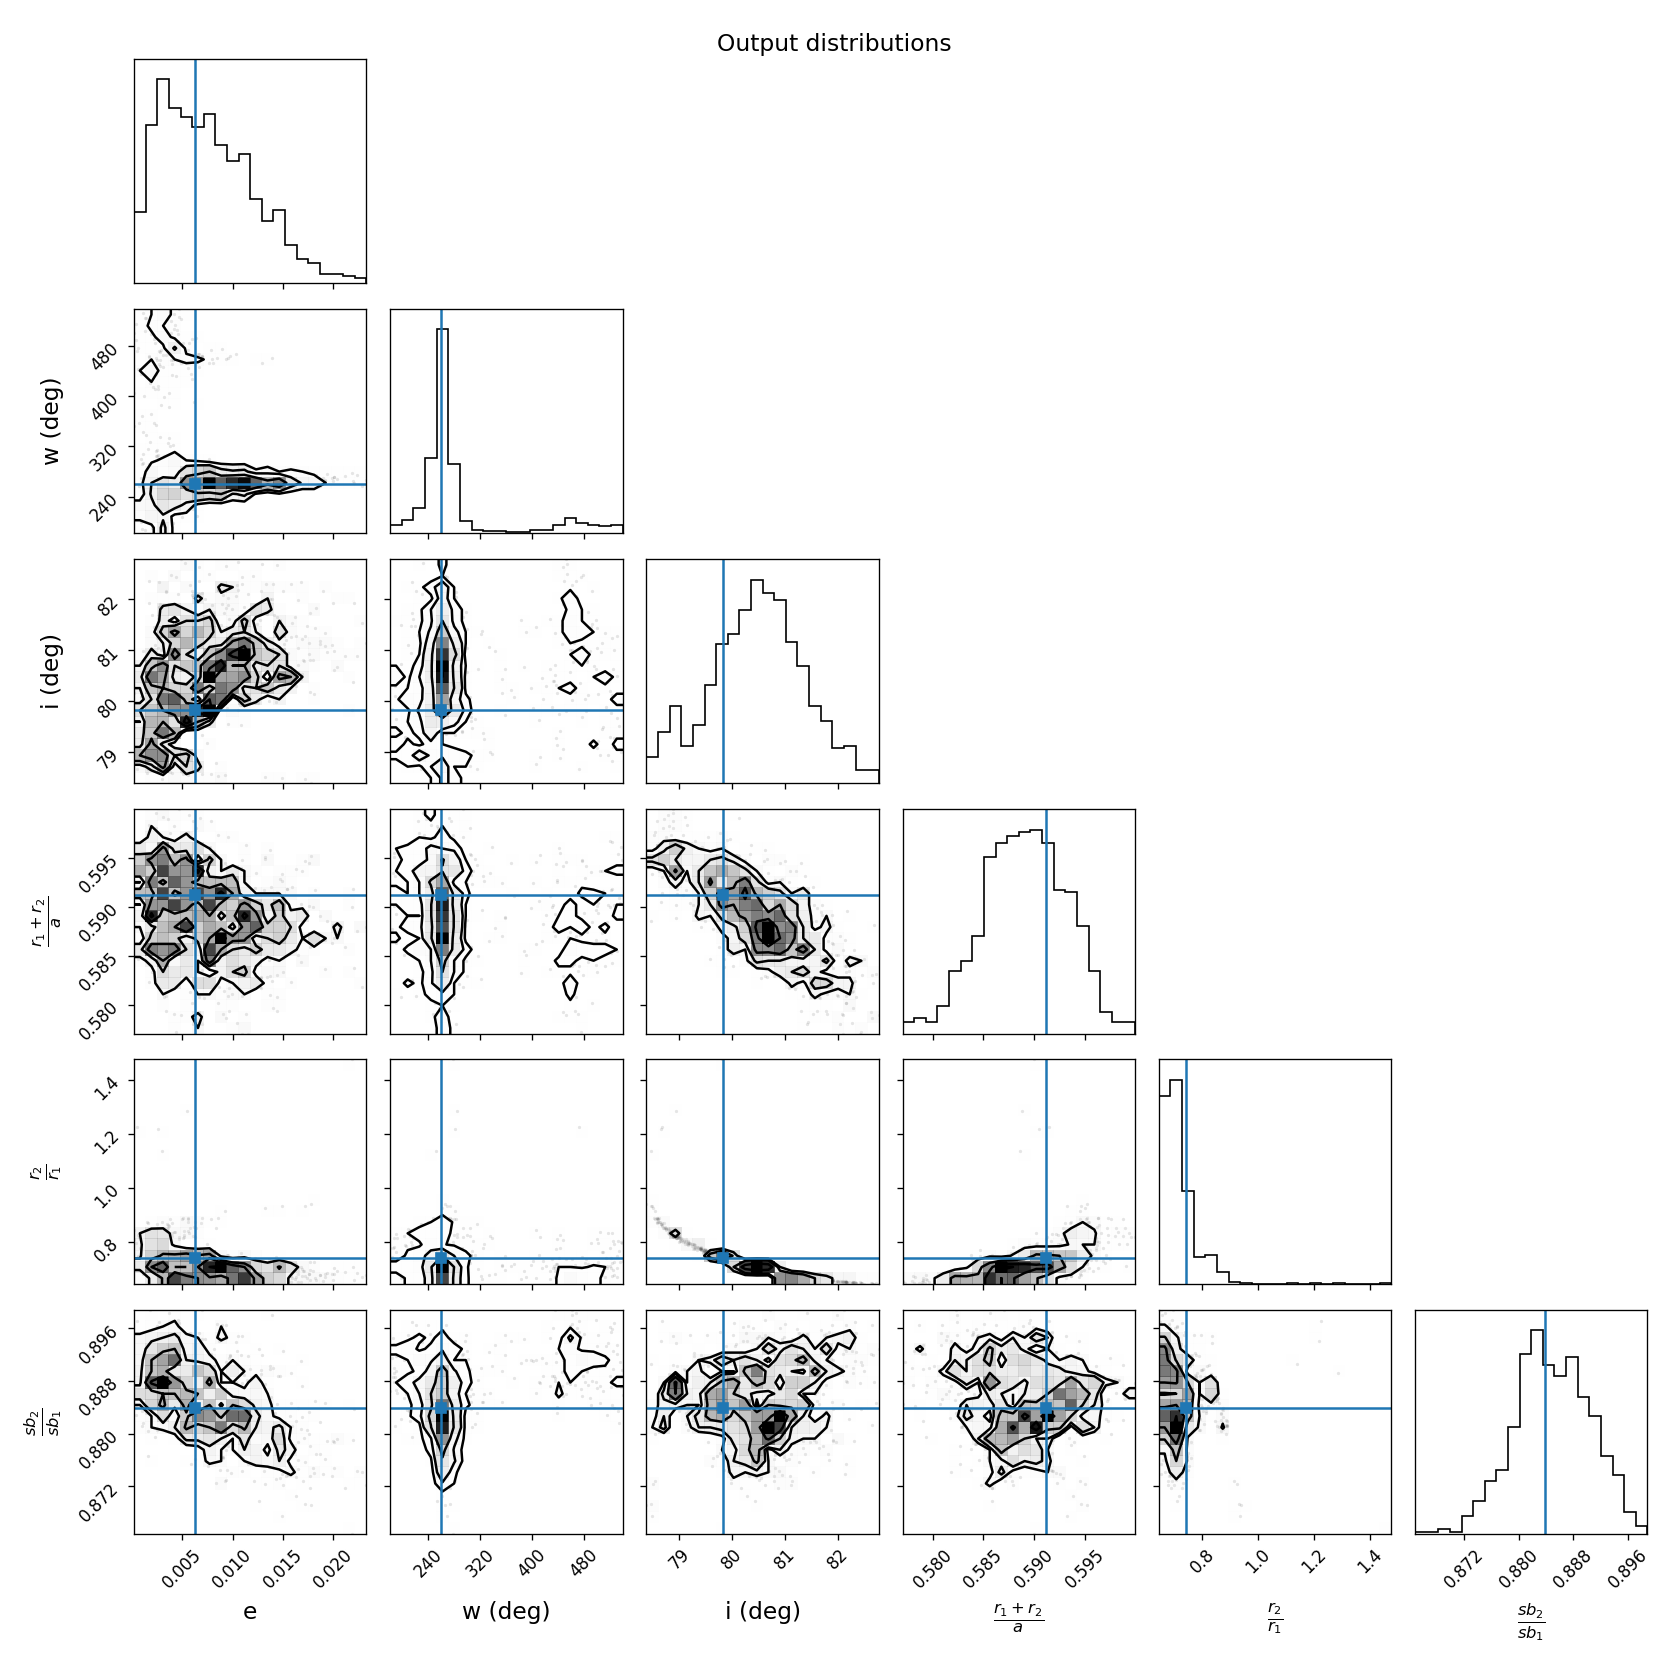 Output distributions
w (deg)
480
400
320
240
i (deg)
82
81
80
79
r₁ + r₂
a
0.595
0.590
0.585
0.580
r₂
r₁
1.4
1.2
1.0
0.8
sb₂
sb₁
0.896
0.888
0.880
0.872
0.005 0.010 0.015 0.020 240 320 400 480 79 80 81 82 0.580 0.585 0.590 0.595 0.8 1.0 1.2 1.4 0.872 0.880 0.888 0.896
e w (deg) i (deg) r₁ + r₂ / a r₂ / r₁ sb₂ / sb₁